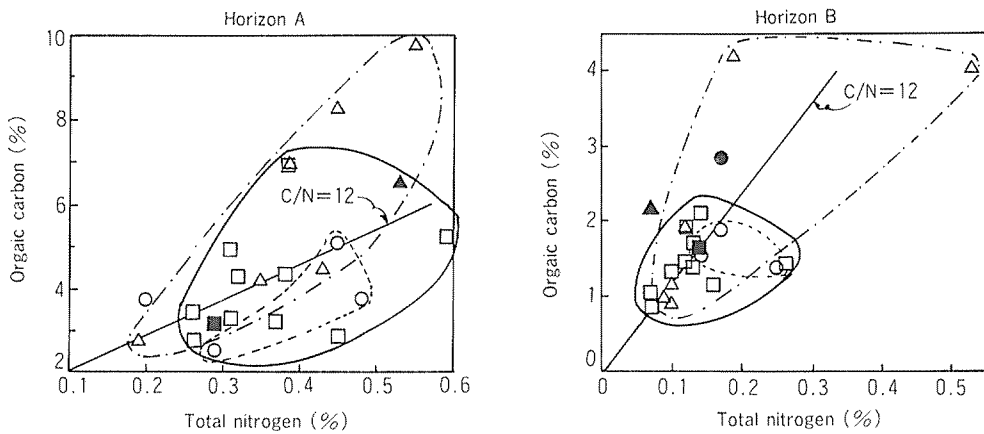 Horizon A
Horizon B
10
8
6
4
2
Orgaic carbon (%)
C/N=12
0.1
0.2
0.3
0.4
0.5
0.6
Total nitrogen (%)
4
3
2
1
0
Orgaic carbon (%)
C/N=12
0
0.1
0.2
0.3
0.4
0.5
Total nitrogen (%)